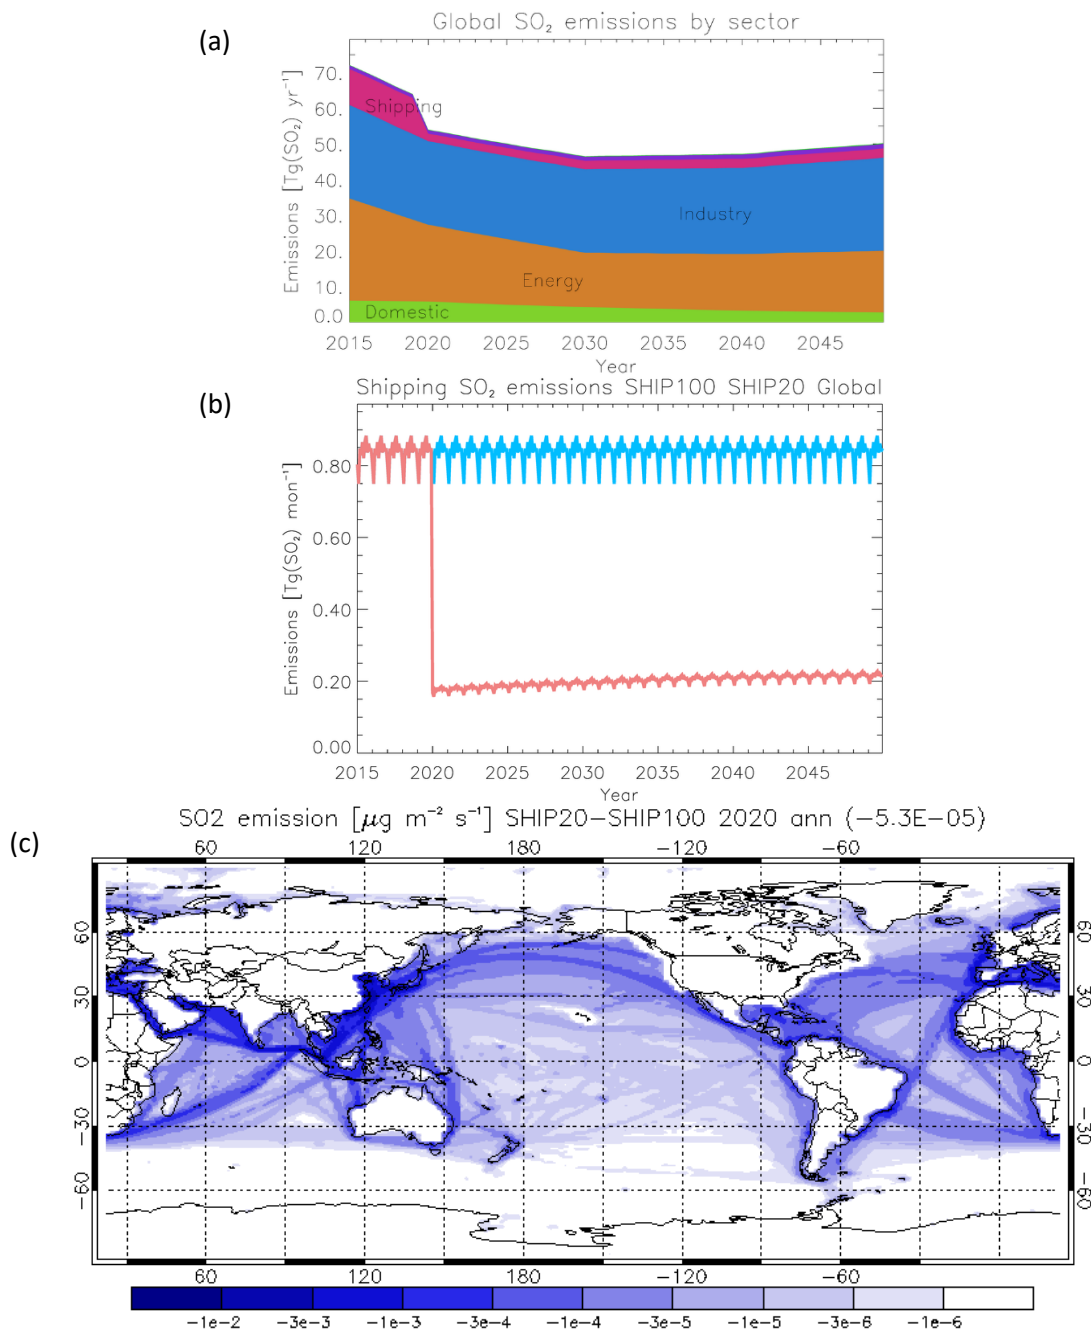 (a)
Global SO₂ emissions by sector
Emissions [Tg(SO₂) yr⁻¹]
70.
60.
50.
40.
30.
20.
10.
0.0
Shipping
Industry
Energy
Domestic
2015 2020 2025 2030 2035 2040 2045
Year
(b)
Shipping SO₂ emissions SHIP100 SHIP20 Global
Emissions [Tg(SO₂) mon⁻¹]
0.80
0.60
0.40
0.20
0.00
2015 2020 2025 2030 2035 2040 2045
Year
(c)
SO2 emission [μg m⁻² s⁻¹] SHIP20−SHIP100 2020 ann (−5.3E−05)
60 120 180 −120 −60
60 60
30 30
0 0
−30 −30
−60 −60
60 120 180 −120 −60
−1e−2 −3e−3 −1e−3 −3e−4 −1e−4 −3e−5 −1e−5 −3e−6 −1e−6